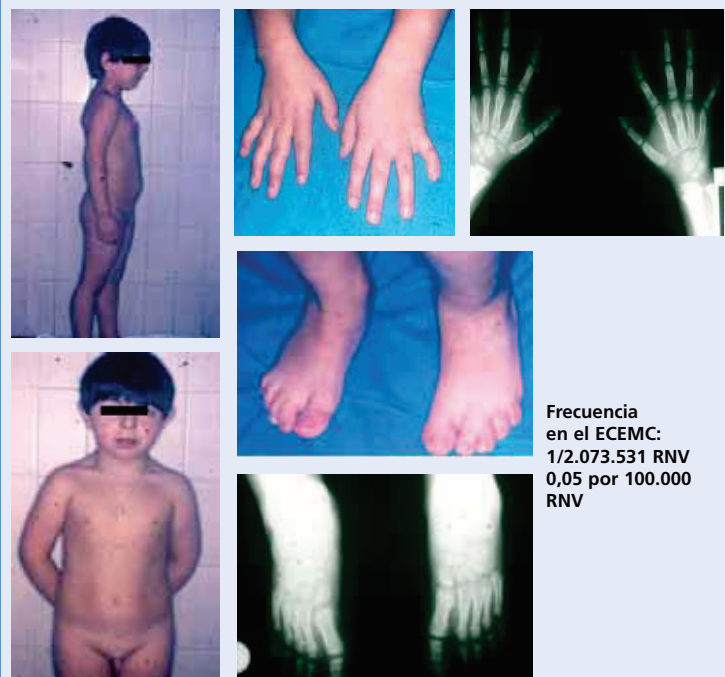 Frecuencia
en el ECEMC:
1/2.073.531 RNV
0,05 por 100.000
RNV